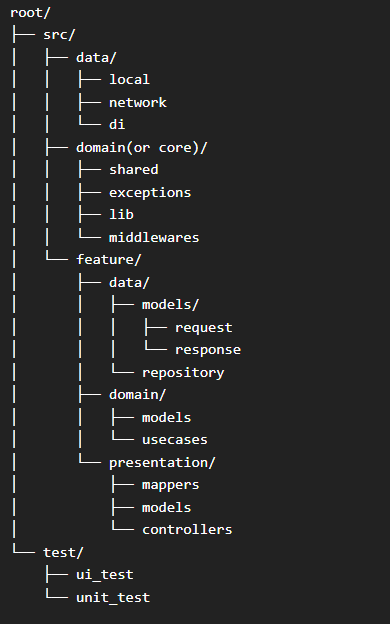 root/
├── src/
│   ├── data/
│   │   ├── local
│   │   ├── network
│   │   └── di
│   ├── domain(or core)/
│   │   ├── shared
│   │   ├── exceptions
│   │   ├── lib
│   │   └── middlewares
│   └── feature/
│       ├── data/
│       │   ├── models/
│       │   │   ├── request
│       │   │   └── response
│       │   └── repository
│       ├── domain/
│       │   ├── models
│       │   └── usecases
│       └── presentation/
│           ├── mappers
│           ├── models
│           └── controllers
└── test/
    ├── ui_test
    └── unit_test